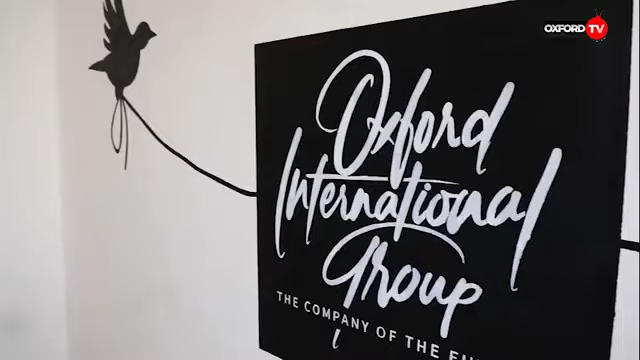 OXFORD TV
Oxford
International
Group
THE COMPANY OF THE